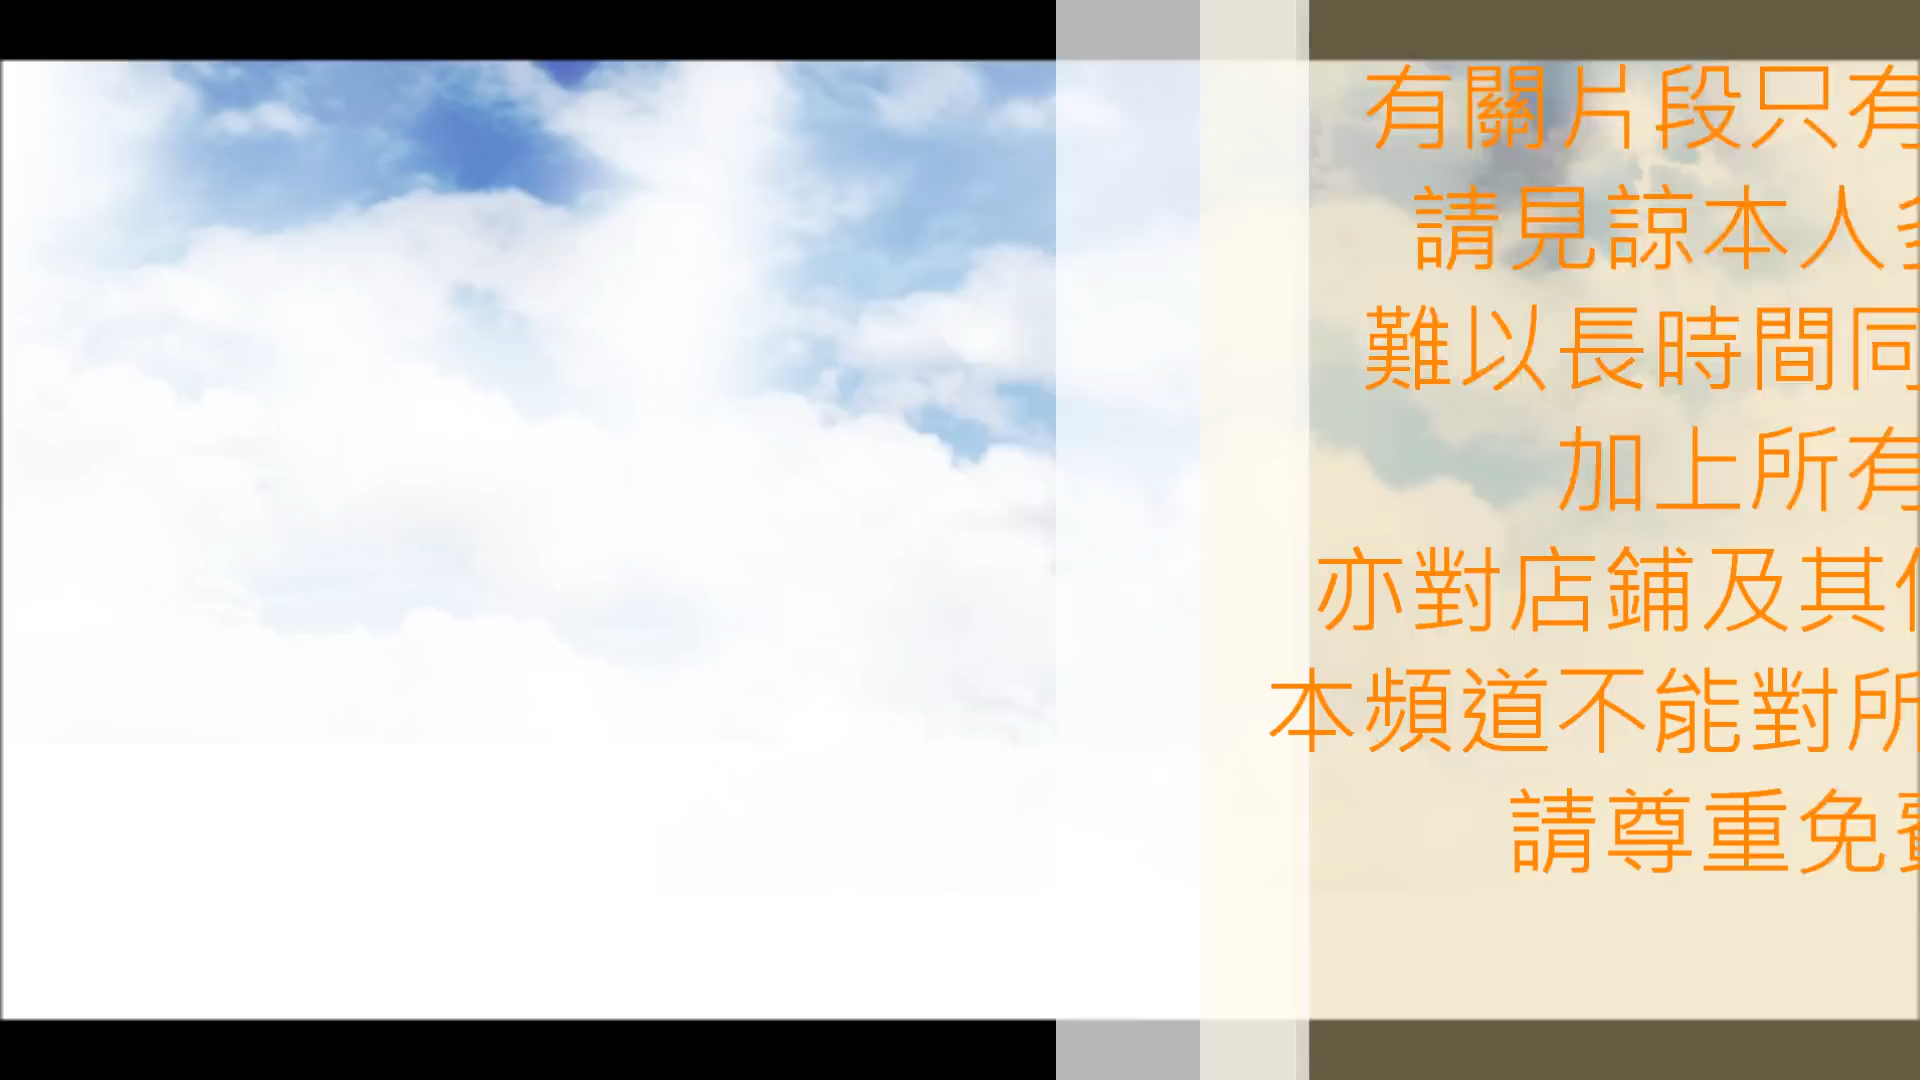 有關片段只有
請見諒本人
難以長時間同
加上所有
亦對店鋪及其
本頻道不能對所
請尊重免